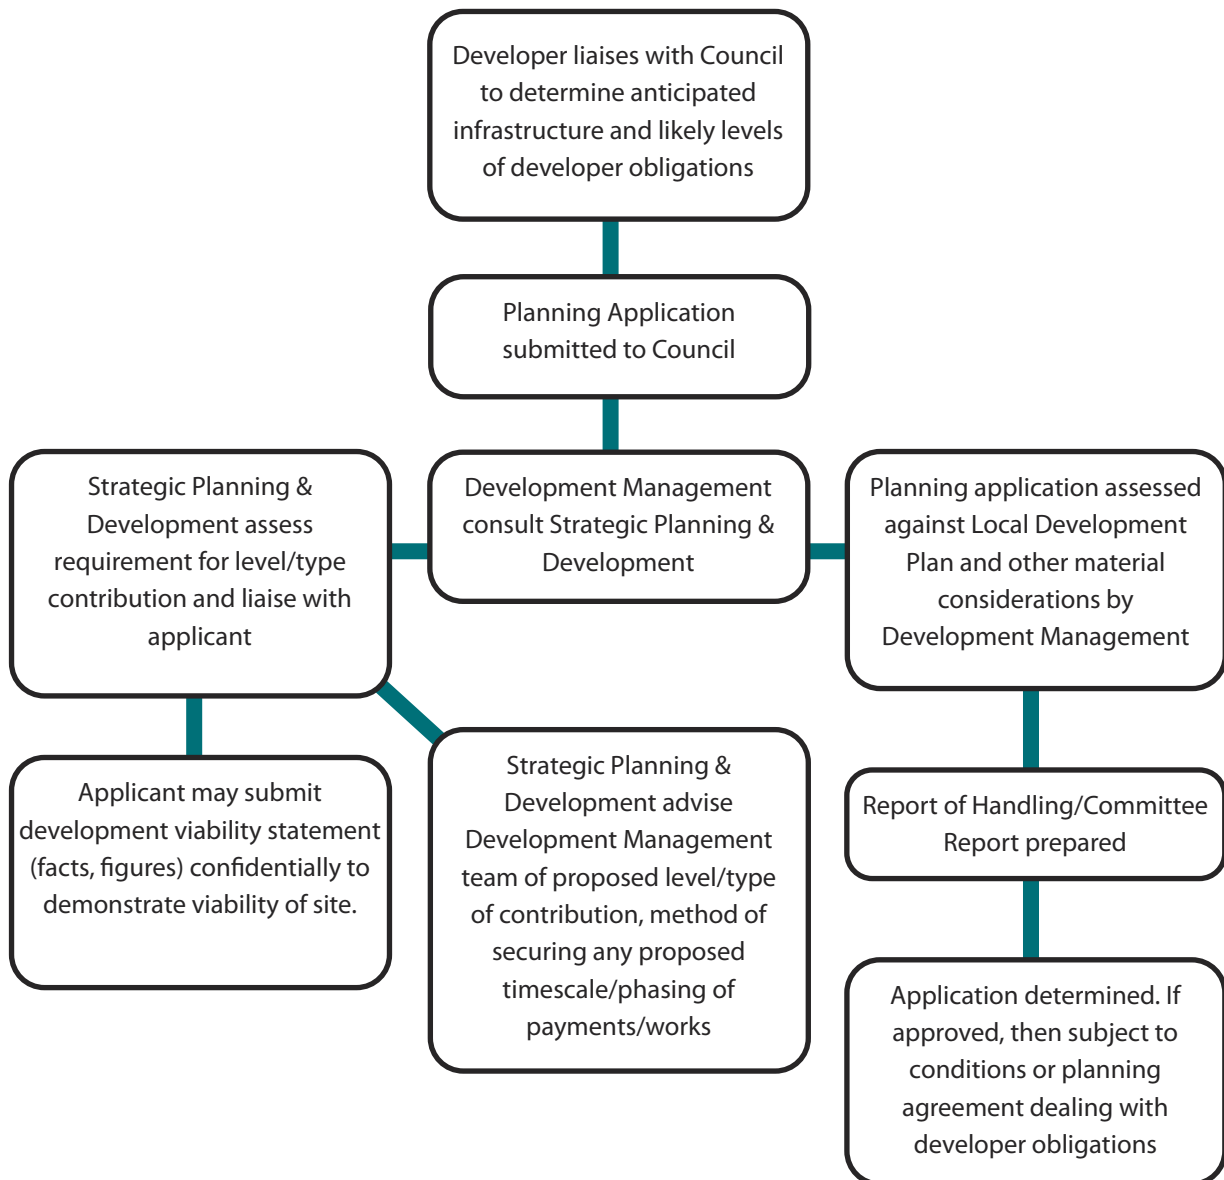 Developer liaises with Council
to determine anticipated
infrastructure and likely levels
of developer obligations
Planning Application
submitted to Council
Strategic Planning &
Development assess
requirement for level/type
contribution and liaise with
applicant
Development Management
consult Strategic Planning &
Development
Planning application assessed
against Local Development
Plan and other material
considerations by
Development Management
Applicant may submit
development viability statement
(facts, figures) confidentially to
demonstrate viability of site.
Strategic Planning &
Development advise
Development Management
team of proposed level/type
of contribution, method of
securing any proposed
timescale/phasing of
payments/works
Report of Handling/Committee
Report prepared
Application determined. If
approved, then subject to
conditions or planning
agreement dealing with
developer obligations